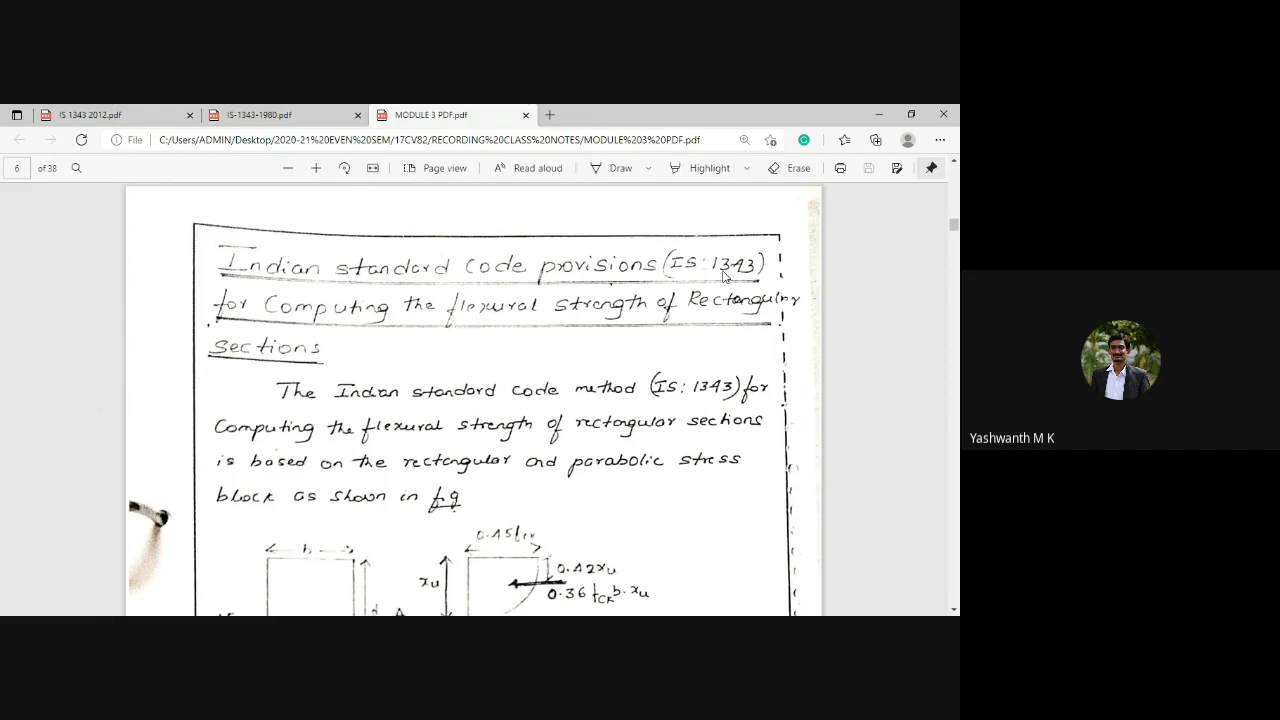 IS 1343 2012.pdf
IS-1343-1980.pdf
MODULE 3 PDF.pdf
File
C:/Users/ADMIN/Desktop/2020-21%20EVEN%20SEM/17CV82/RECORDING%20CLASS%20NOTES/MODULE%203%20PDF.pdf
6 of 38
Page view
Read aloud
Draw
Highlight
Erase
Indian standard Code provisions (IS: 1343)
for Computing the flexural strength of Rectangular
sections
The Indian standard code method (IS: 1343) for
Computing the flexural strength of rectangular sections
is based on the rectangular and parabolic stress
block as shown in fig
0.45fck
b
0.42xu
xu
0.36 fck b. xu
d
Yashwanth M K